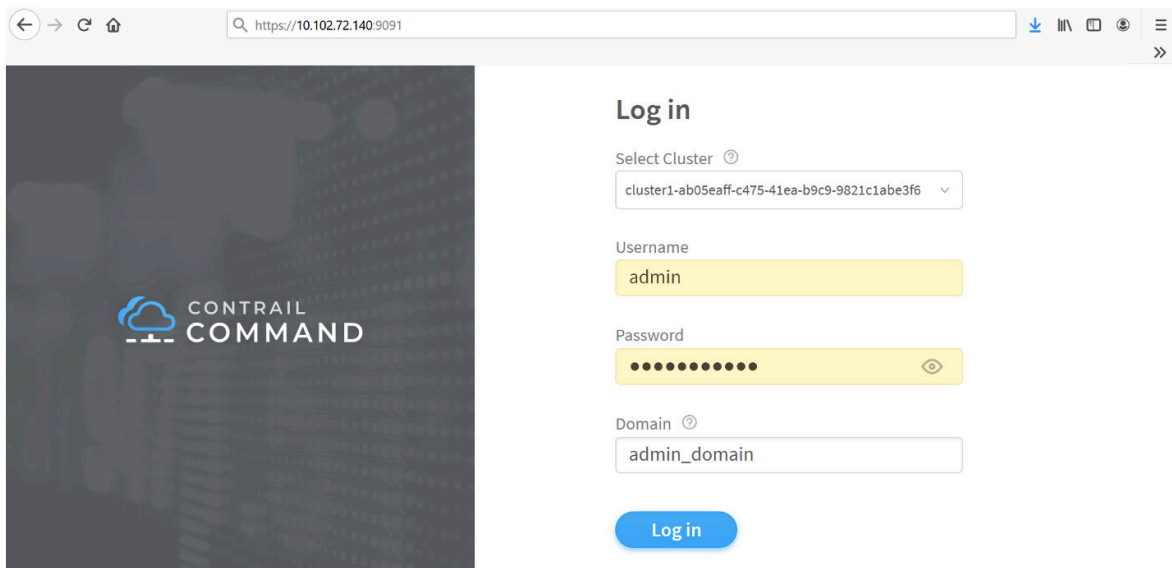 https://10.102.72.140:9091
CONTRAIL
COMMAND
Log in
Select Cluster
cluster1-ab05eaff-c475-41ea-b9c9-9821c1abe3f6
Username
admin
Password
●●●●●●●●●●●
Domain
admin_domain
Log in